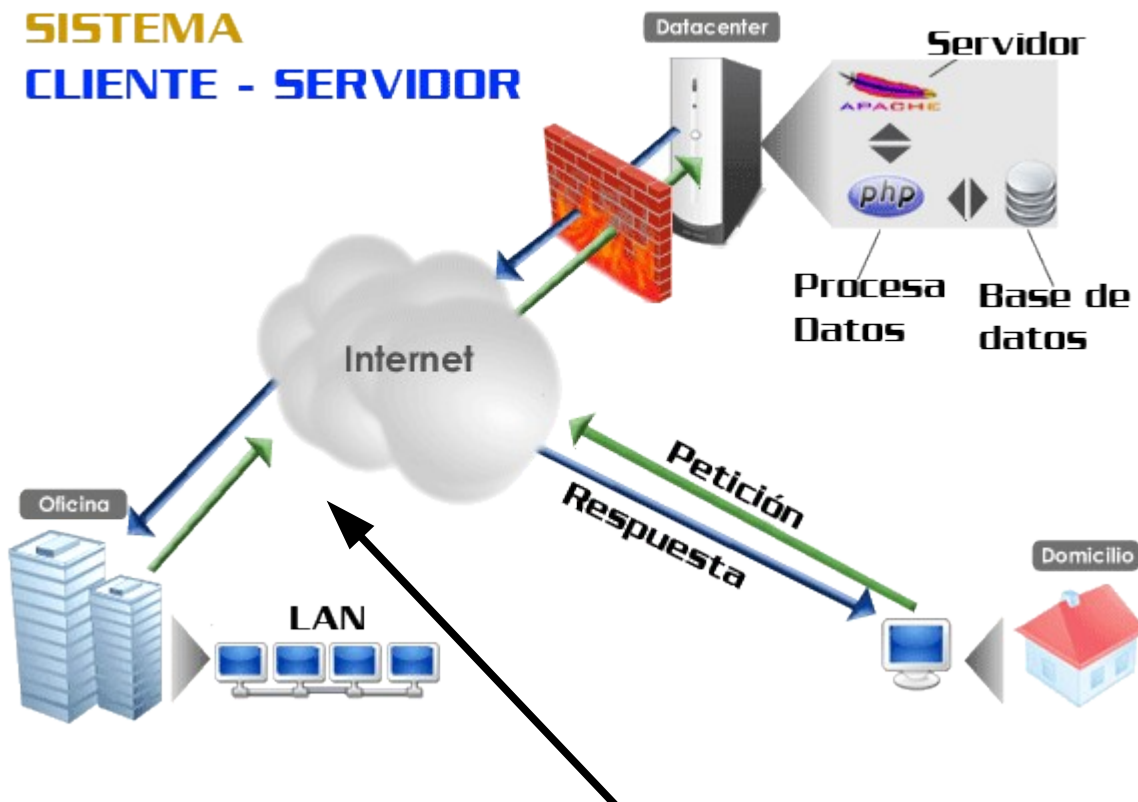 SISTEMA
CLIENTE - SERVIDOR
Datacenter
Servidor
APACHE
php
Procesa
Datos
Base de
datos
Internet
Petición
Respuesta
Oficina
LAN
Domicilio